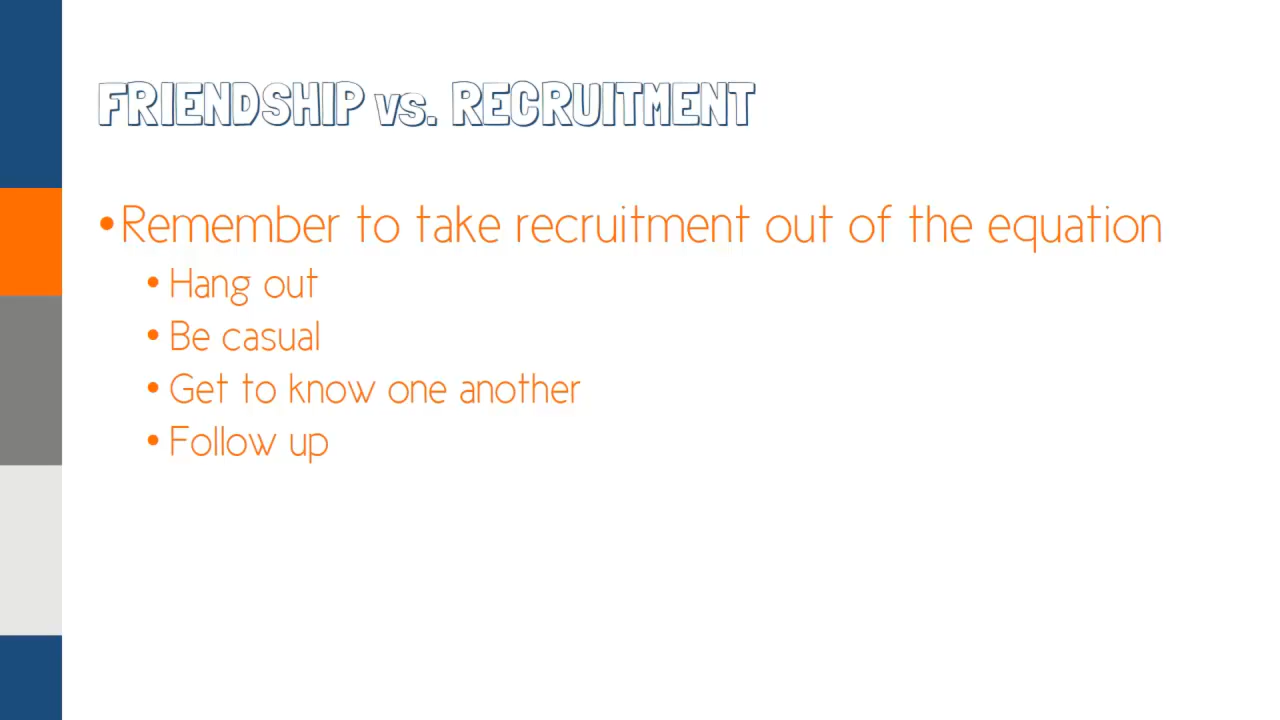 FRIENDSHIP vs. RECRUITMENT
•Remember to take recruitment out of the equation
• Hang out
• Be casual
• Get to know one another
• Follow up